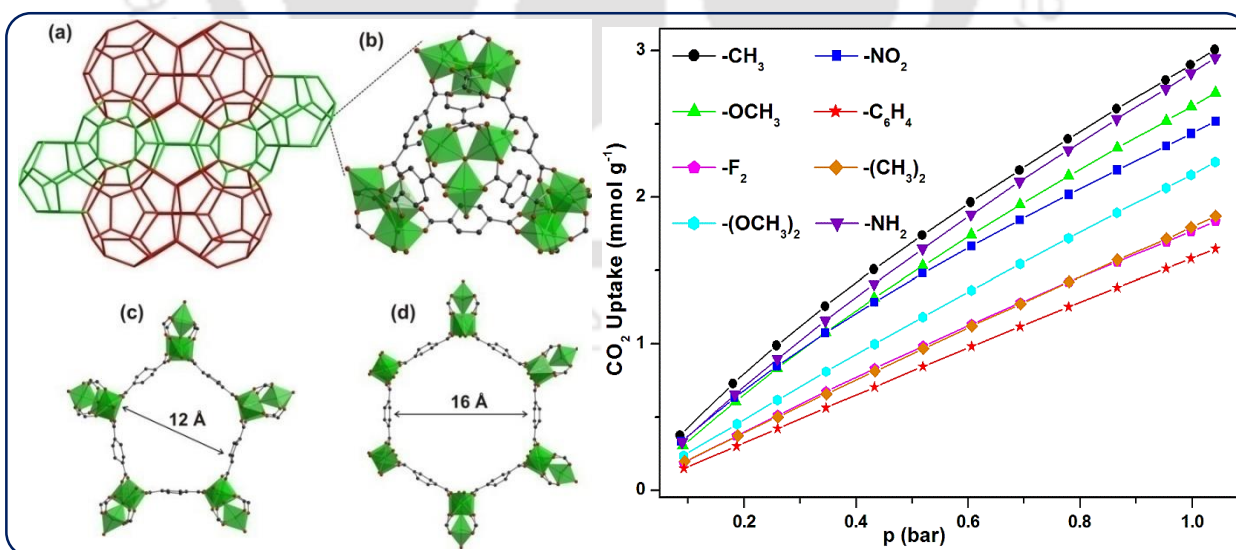 (a)
(b)
(c)
12 Å
(d)
16 Å
CO₂ Uptake (mmol g⁻¹)
3
2
1
0
-CH₃
-NO₂
-OCH₃
-C₆H₄
-F₂
-(CH₃)₂
-(OCH₃)₂
-NH₂
0.2 0.4 0.6 0.8 1.0
p (bar)